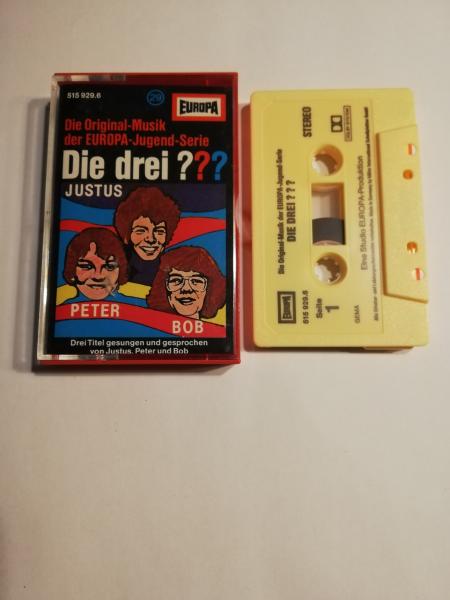 515 929.6
29
EUROPA
Die Original-Musik
der EUROPA-Jugend-Serie
Die drei ???
JUSTUS
PETER
BOB
Drei Titel gesungen und gesprochen
von Justus, Peter und Bob
EUROPA
515 929.6
Seite
1
Die Original-Musik der EUROPA-Jugend-Serie
DIE DREI ? ? ?
STEREO
GEMA
Eine Studio EUROPA-Produktion